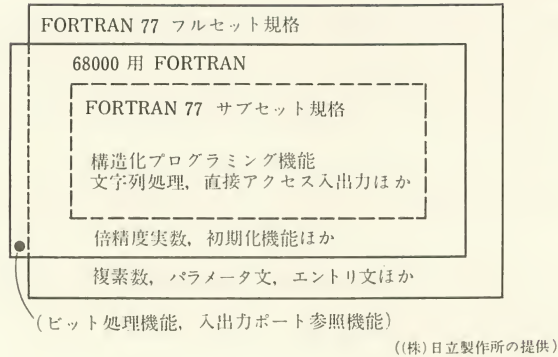 FORTRAN 77 フルセット規格
68000 用 FORTRAN
FORTRAN 77 サブセット規格
構造化プログラミング機能
文字列処理, 直接アクセス入出力ほか
倍精度実数, 初期化機能ほか
複素数, パラメータ文, エントリ文ほか
(ビット処理機能, 入出力ポート参照機能)
((株)日立製作所の提供)